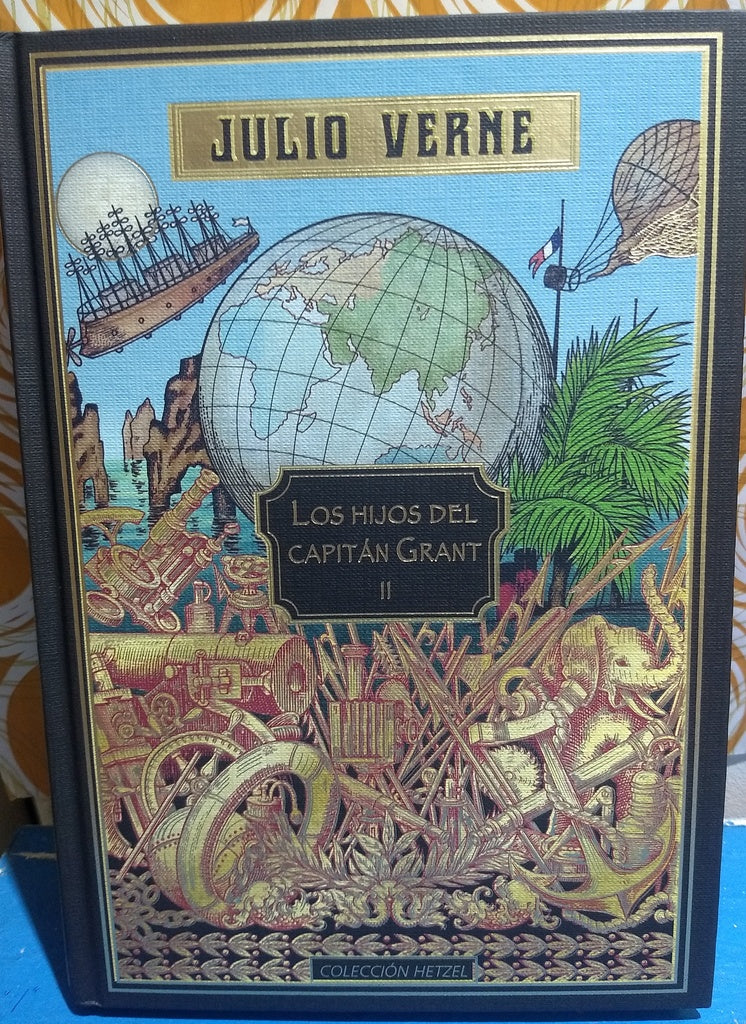 JULIO VERNE
LOS HIJOS DEL
CAPITÁN GRANT
II
COLECCIÓN HETZEL